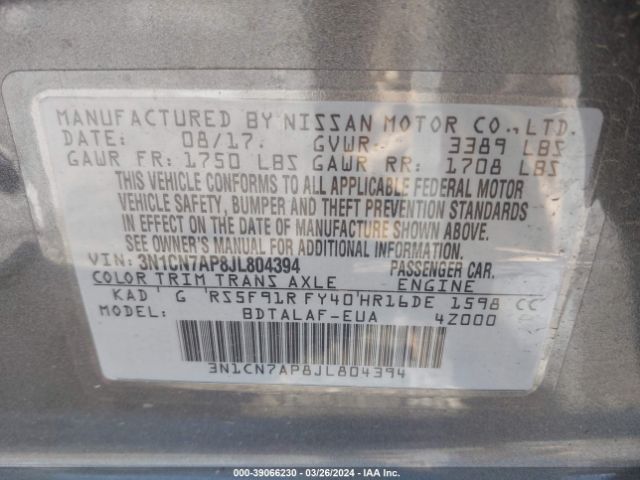 MANUFACTURED BY NISSAN MOTOR CO., LTD.
DATE: 08/17. GVWR- 3389 LBS
GAWR FR: 1750 LBS GAWR RR: 1708 LBS
THIS VEHICLE CONFORMS TO ALL APPLICABLE FEDERAL MOTOR
VEHICLE SAFETY, BUMPER AND THEFT PREVENTION STANDARDS
IN EFFECT ON THE DATE OF MANUFACTURE SHOWN ABOVE.
SEE OWNER'S MANUAL FOR ADDITIONAL INFORMATION.
VIN: 3N1CN7AP8JL804394 PASSENGER CAR.
COLOR TRIM TRANS AXLE ENGINE
KAD G RS5F91R FY40 HR16DE 1598 CC
MODEL: BDTALAF-EUA 4Z000
3N1CN7AP8JL804394
000-39066230 | 03/26/2024 | IAAI.COM